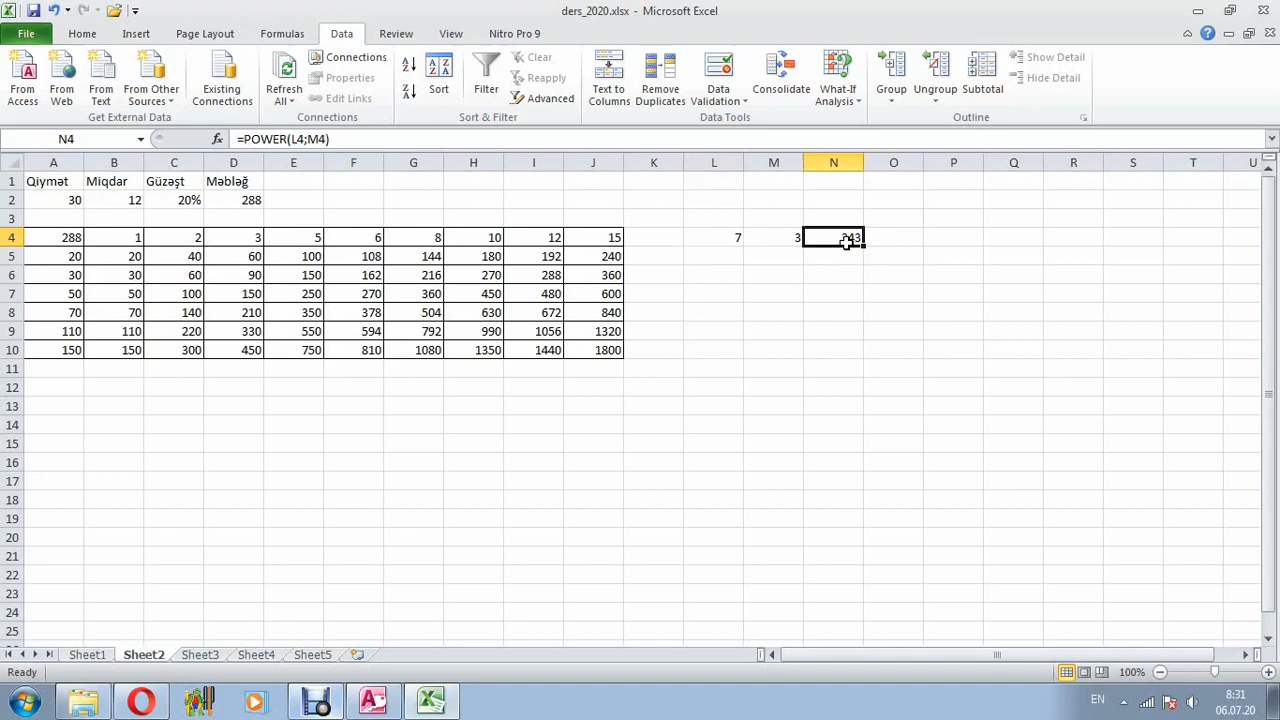 ders_2020.xlsx - Microsoft Excel
File Home Insert Page Layout Formulas Data Review View Nitro Pro 9
From Access
From Web
From Text
From Other Sources
Existing Connections
Get External Data
Refresh All
Connections
Properties
Edit Links
Connections
Sort
Filter
Clear
Reapply
Advanced
Sort & Filter
Text to Columns
Remove Duplicates
Data Validation
Consolidate
What-If Analysis
Data Tools
Group
Ungroup
Subtotal
Show Detail
Hide Detail
Outline
N4 fx =POWER(L4;M4)
A B C D E F G H I J K L M N O P Q R S T U
1 Qiymət Miqdar Güzəşt Məbləğ
2 30 12 20% 288
3
4 288 1 2 3 5 6 8 10 12 15 7 3
5 20 20 40 60 100 108 144 180 192 240
6 30 30 60 90 150 162 216 270 288 360
7 50 50 100 150 250 270 360 450 480 600
8 70 70 140 210 350 378 504 630 672 840
9 110 110 220 330 550 594 792 990 1056 1320
10 150 150 300 450 750 810 1080 1350 1440 1800
11
12
13
14
15
16
17
18
19
20
21
22
23
24
25
Sheet1 Sheet2 Sheet3 Sheet4 Sheet5
Ready 100%
EN 8:31
06.07.20